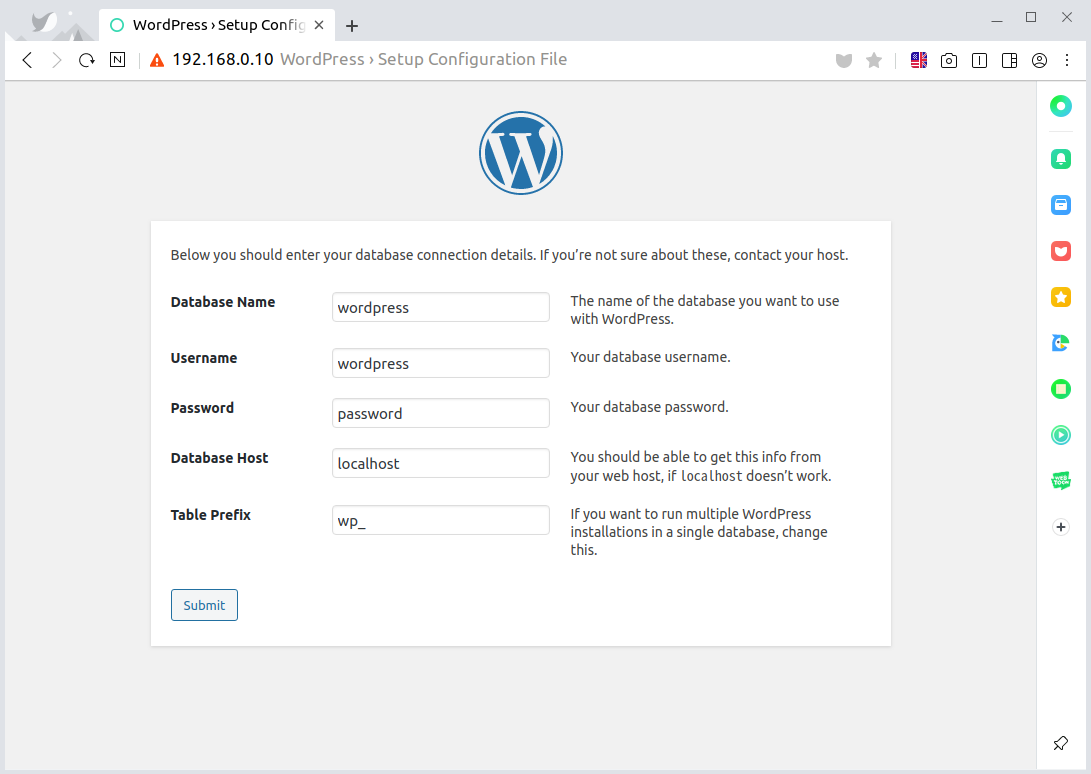 WordPress › Setup Config
192.168.0.10 WordPress › Setup Configuration File
Below you should enter your database connection details. If you’re not sure about these, contact your host.
Database Name
wordpress
The name of the database you want to use
with WordPress.
Username
wordpress
Your database username.
Password
password
Your database password.
Database Host
localhost
You should be able to get this info from
your web host, if localhost doesn’t work.
Table Prefix
wp_
If you want to run multiple WordPress
installations in a single database, change
this.
Submit